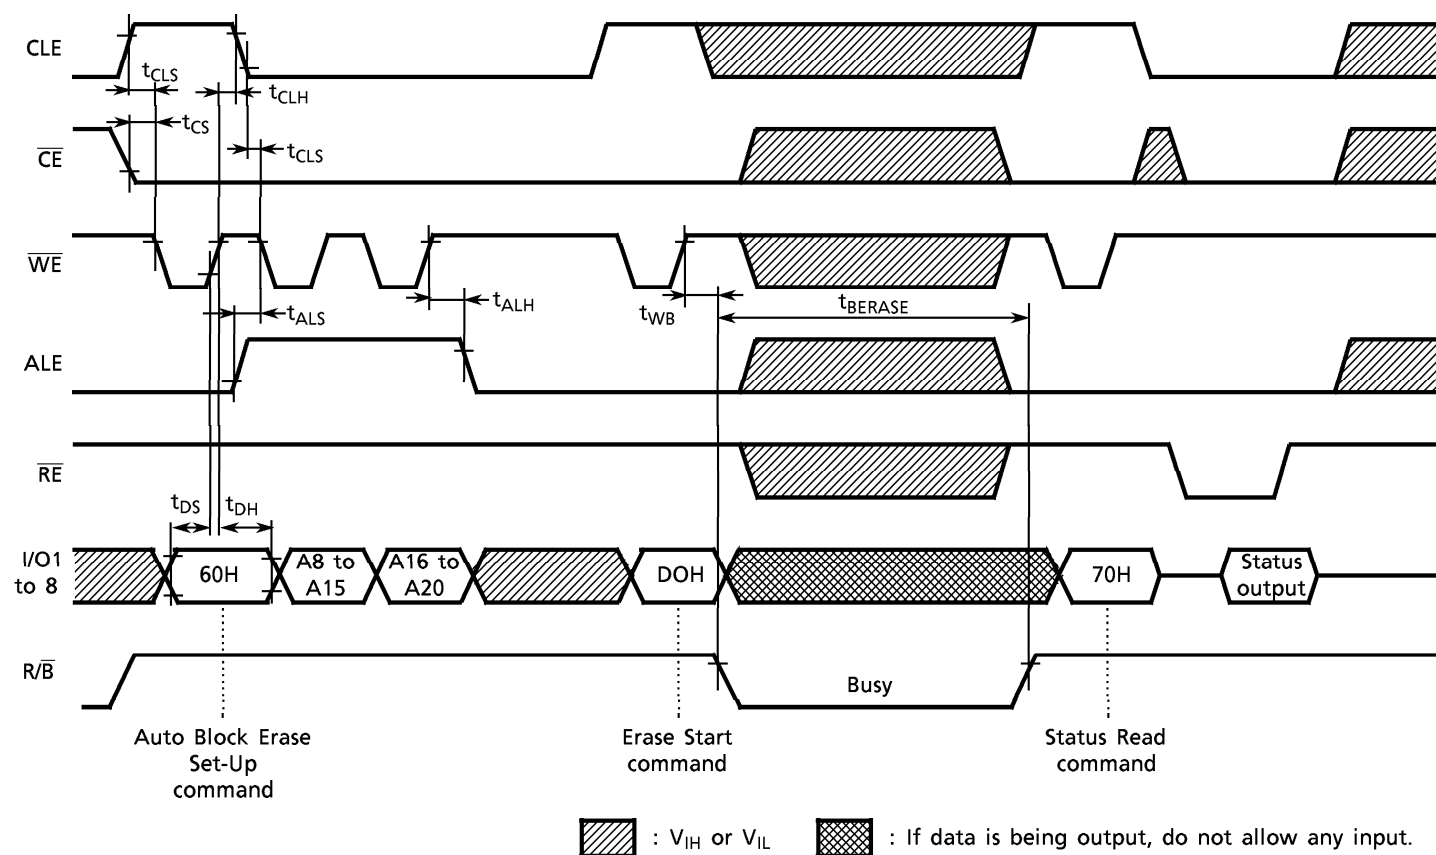 CLE
tCLS
tCLH
tCS
CE
tCLS
WE
tALS
tALH
tWB
tBERASE
ALE
RE
tDS
tDH
I/O1
to 8
60H
A8 to
A15
A16 to
A20
DOH
70H
Status
output
R/B
Busy
Auto Block Erase
Set-Up
command
Erase Start
command
Status Read
command
: VIH or VIL
: If data is being output, do not allow any input.